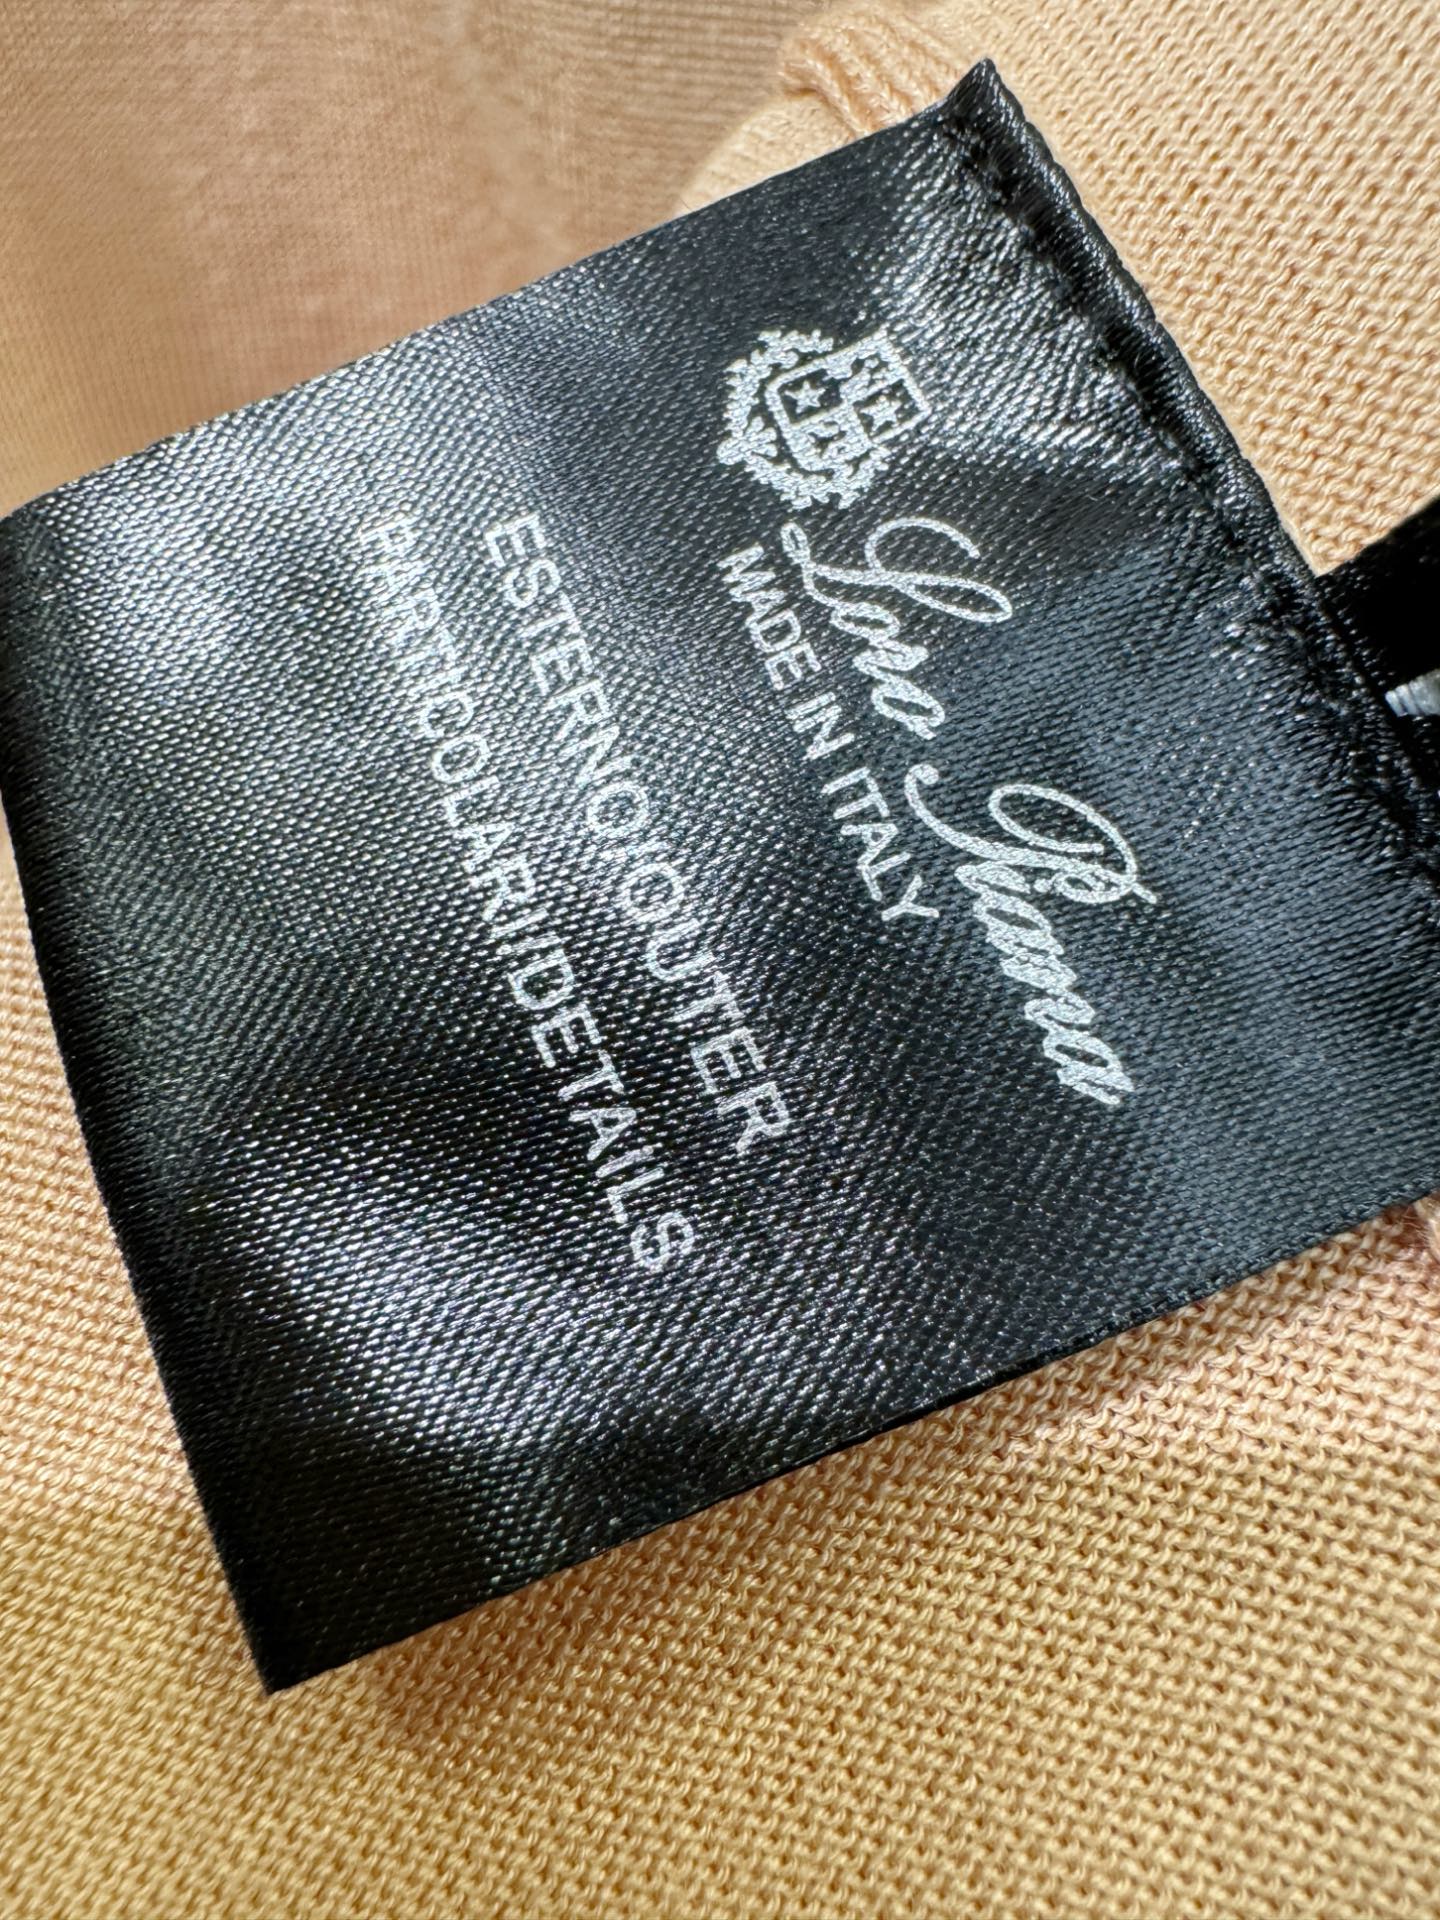 Loro Piana
MADE IN ITALY
ESTERNO/OUTER
PARTICOLARI/DETAILS